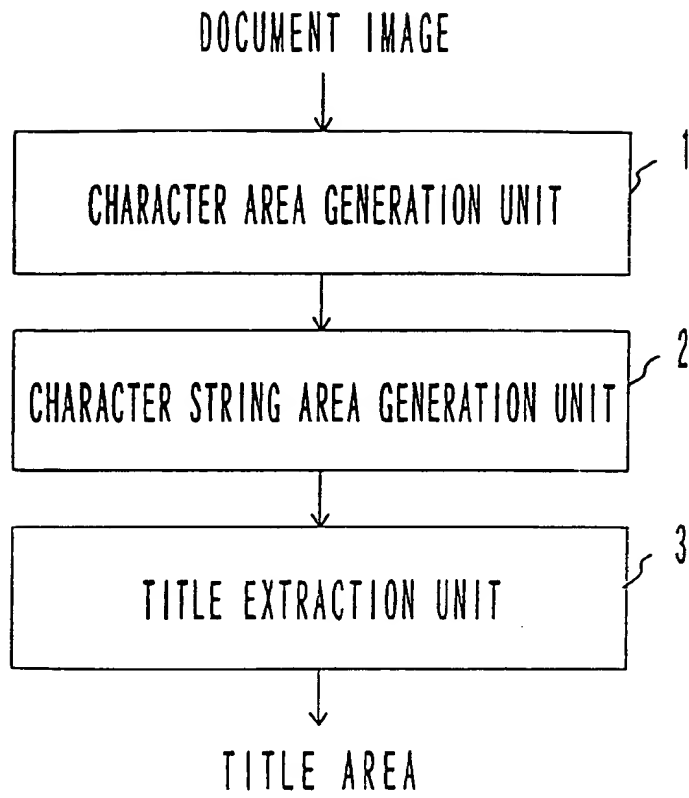 DOCUMENT IMAGE
1
CHARACTER AREA GENERATION UNIT
2
CHARACTER STRING AREA GENERATION UNIT
3
TITLE EXTRACTION UNIT
TITLE AREA